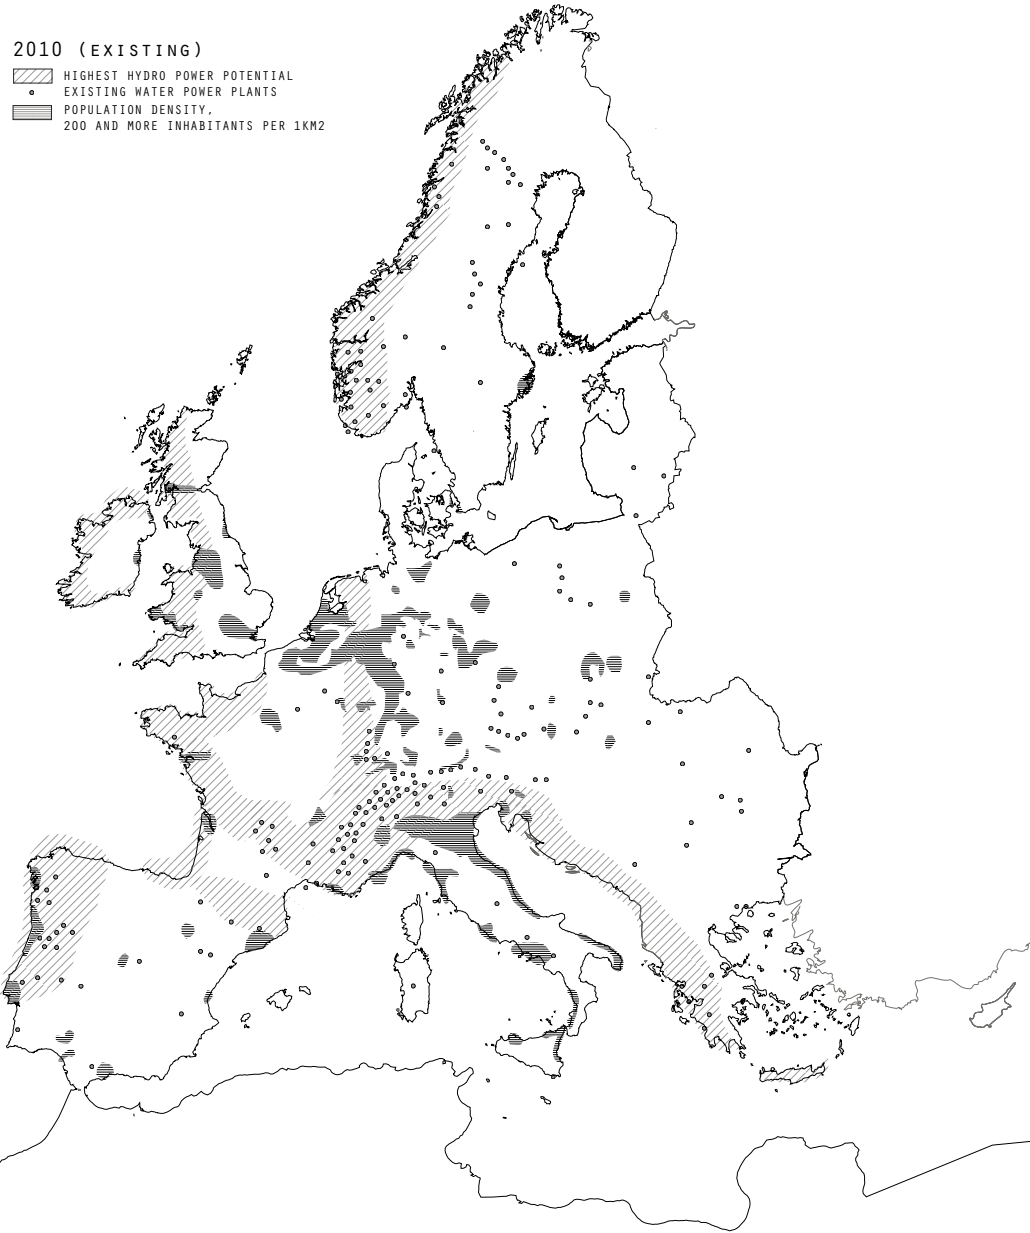 2010 (EXISTING)
HIGHEST HYDRO POWER POTENTIAL
EXISTING WATER POWER PLANTS
POPULATION DENSITY,
200 AND MORE INHABITANTS PER 1KM2